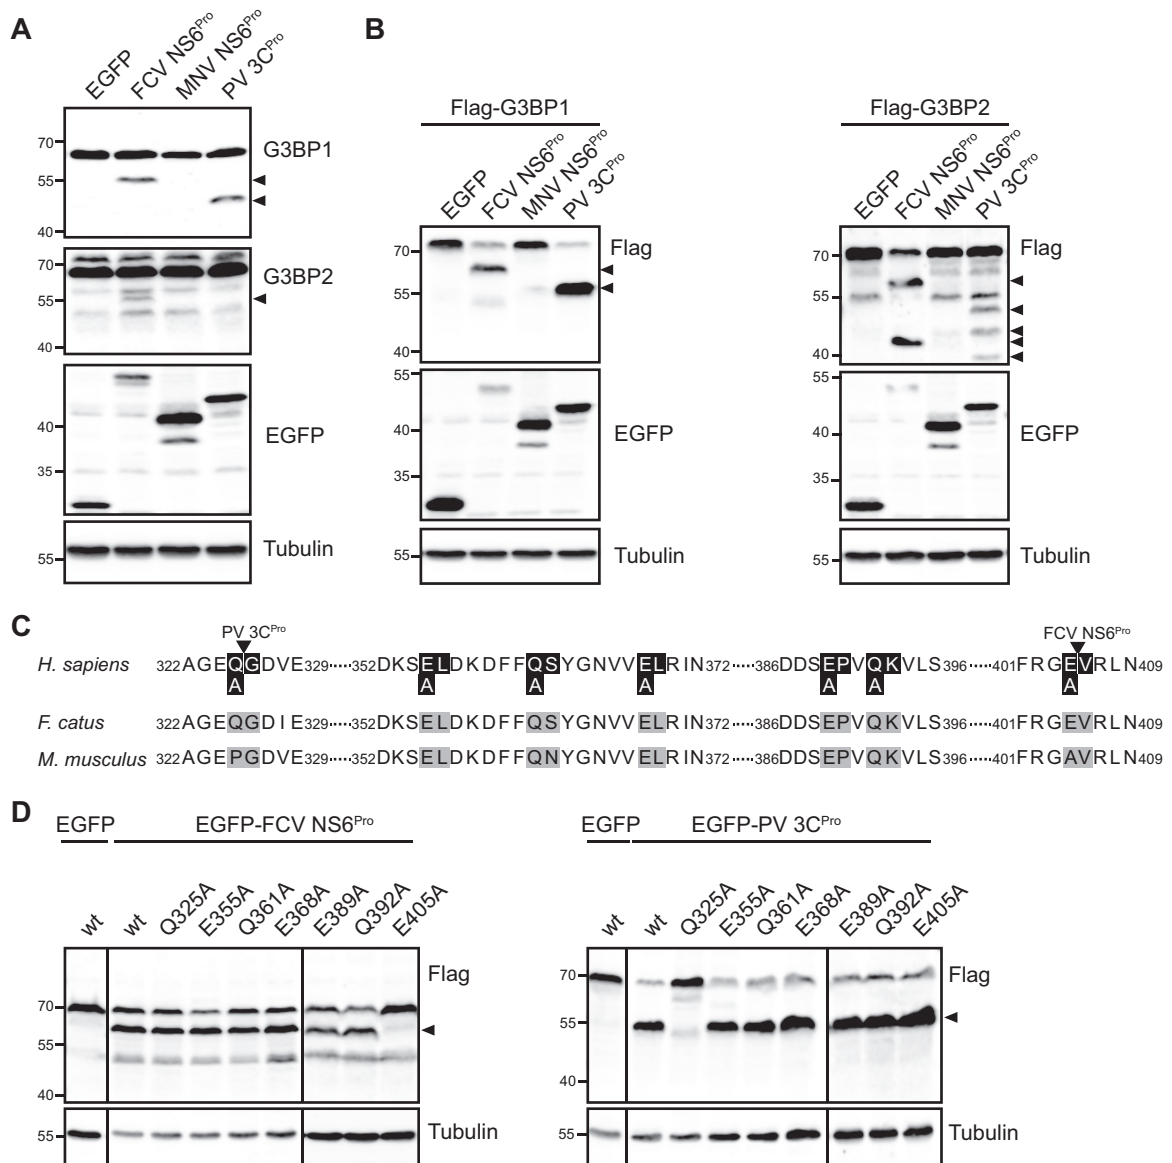 A
EGFP
FCV NS6Pro
MNV NS6Pro
PV 3CPro
70
55
40
G3BP1
70
55
40
G3BP2
40
35
EGFP
55
Tubulin
B
Flag-G3BP1
EGFP
FCV NS6Pro
MNV NS6Pro
PV 3CPro
70
55
40
Flag
55
40
35
EGFP
55
Tubulin
Flag-G3BP2
EGFP
FCV NS6Pro
MNV NS6Pro
PV 3CPro
70
55
40
Flag
55
40
35
EGFP
55
Tubulin
C
PV 3CPro
FCV NS6Pro
H. sapiens 322AGEQGDVE329·····352DKSELDKDFFQSYGNVVELRIN372·····386DDSEPVQKVLS396·····401FRGEVRLN409
A A A A A A A
F. catus 322AGEQGDIE329·····352DKSELDKDFFQSYGNVVELRIN372·····386DDSEPVQKVLS396·····401FRGEVRLN409
M. musculus 322AGEPGDVE329·····352DKSELDKDFFQNYGNVVELRIN372·····386DDSEPVQKVLS396·····401FRGAVRLN409
D
EGFP
EGFP-FCV NS6Pro
wt
wt
Q325A
E355A
Q361A
E368A
E389A
Q392A
E405A
70
55
40
Flag
55
Tubulin
EGFP
EGFP-PV 3CPro
wt
wt
Q325A
E355A
Q361A
E368A
E389A
Q392A
E405A
70
55
40
Flag
55
Tubulin